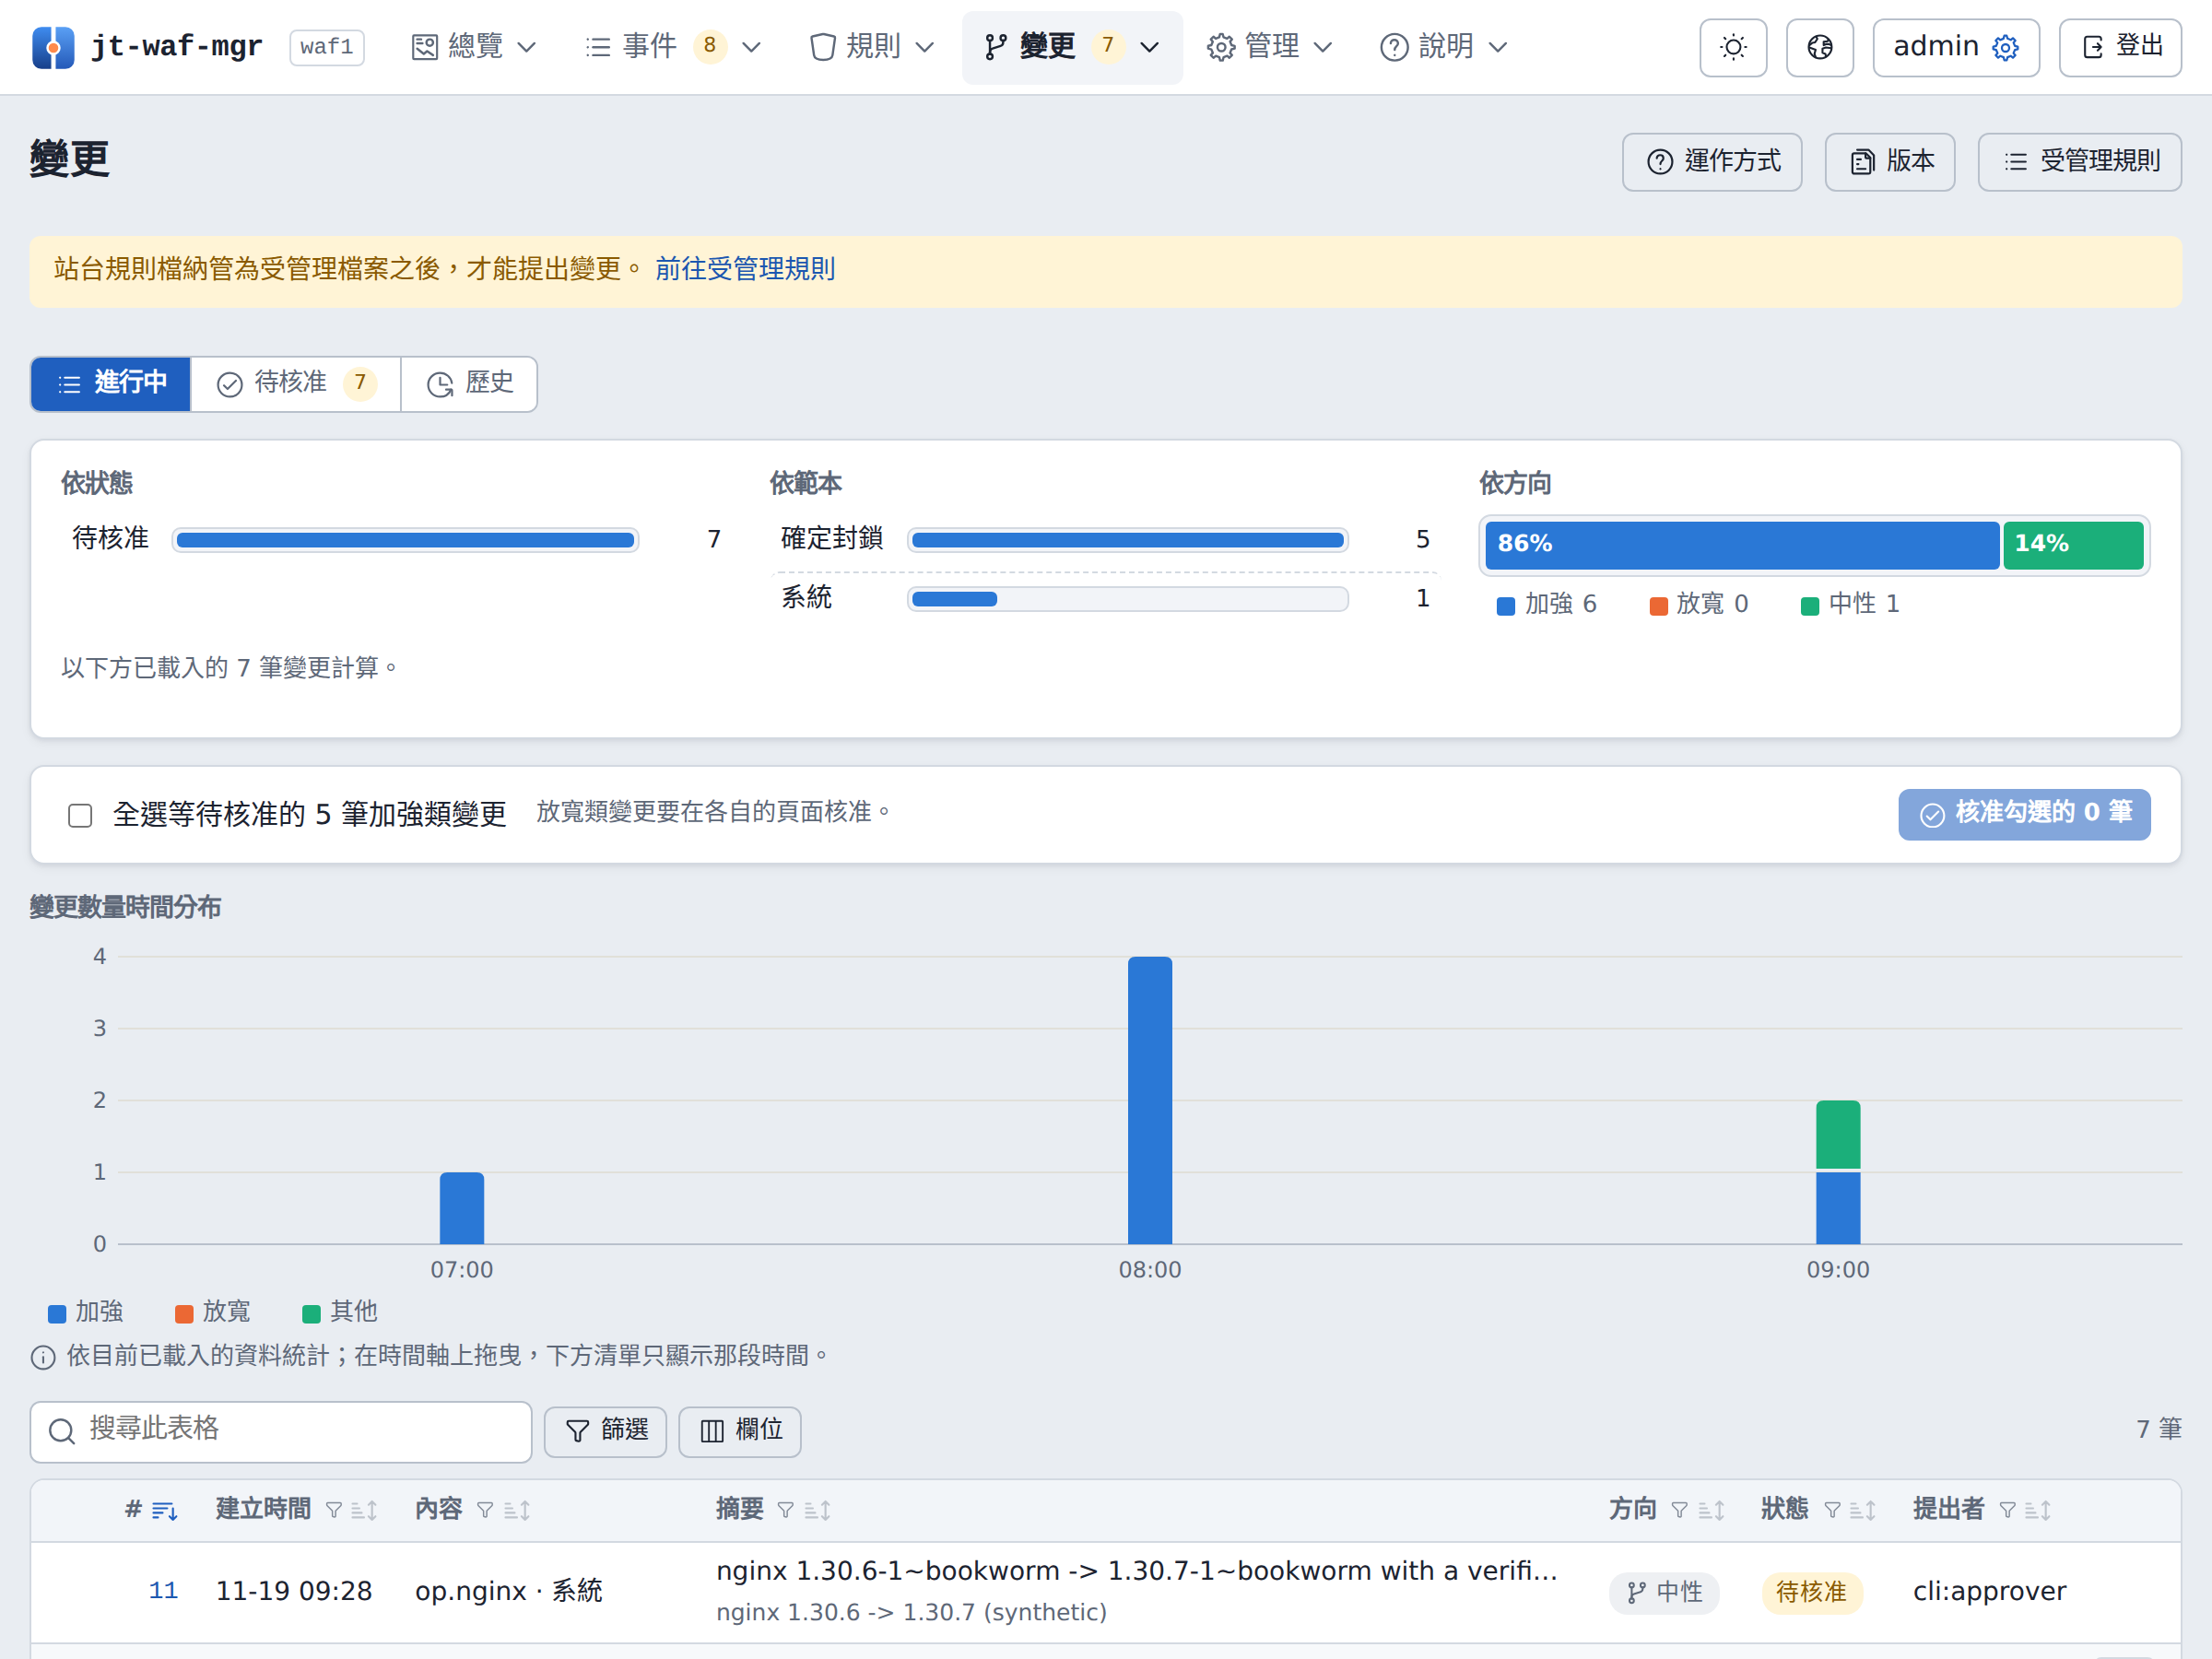 jt-waf-mgr waf1 總覽 事件 8 規則 變更 7 管理 說明 admin 登出
變更 運作方式 版本 受管理規則
站台規則檔納管為受管理檔案之後，才能提出變更。 前往受管理規則
進行中 待核准 7 歷史
依狀態 依範本 依方向
待核准 7 確定封鎖 5 86% 14%
系統 1 加強 6 放寬 0 中性 1
以下方已載入的 7 筆變更計算。
全選等待核准的 5 筆加強類變更 放寬類變更要在各自的頁面核准。 核准勾選的 0 筆
變更數量時間分布
4
3
2
1
0
07:00 08:00 09:00
加強 放寬 其他
依目前已載入的資料統計；在時間軸上拖曳，下方清單只顯示那段時間。
搜尋此表格 篩選 欄位 7 筆
# 建立時間 內容 摘要 方向 狀態 提出者
11 11-19 09:28 op.nginx · 系統 nginx 1.30.6-1~bookworm -> 1.30.7-1~bookworm with a verifi… 中性 待核准 cli:approver
nginx 1.30.6 -> 1.30.7 (synthetic)